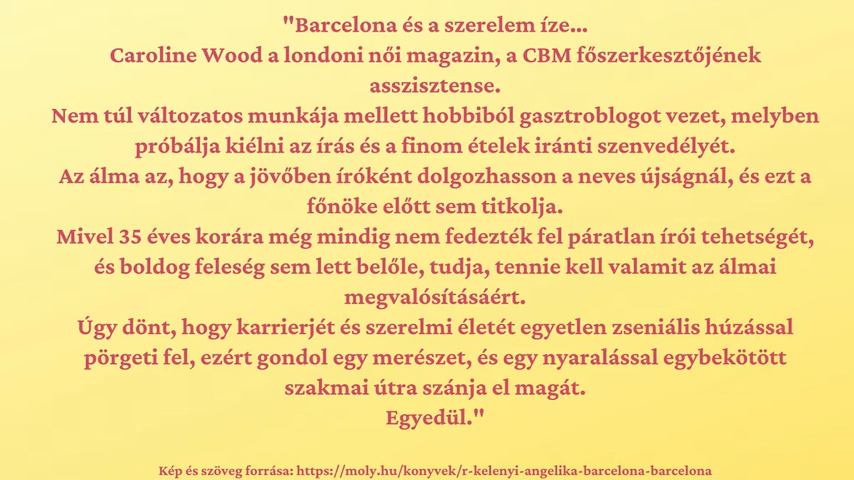 "Barcelona és a szerelem íze...
Caroline Wood a londoni női magazin, a CBM főszerkesztőjének
asszisztense.
Nem túl változatos munkája mellett hobbiból gasztroblogot vezet, melyben
próbálja kiélni az írás és a finom ételek iránti szenvedélyét.
Az álma az, hogy a jövőben íróként dolgozhasson a neves újságnál, és ezt a
főnöke előtt sem titkolja.
Mivel 35 éves korára még mindig nem fedezték fel páratlan írói tehetségét,
és boldog feleség sem lett belőle, tudja, tennie kell valamit az álmai
megvalósításáért.
Úgy dönt, hogy karrierjét és szerelmi életét egyetlen zseniális húzással
pörgeti fel, ezért gondol egy merészet, és egy nyaralással egybekötött
szakmai útra szánja el magát.
Egyedül."
Kép és szöveg forrása: https://moly.hu/konyvek/r-kelenyi-angelika-barcelona-barcelona